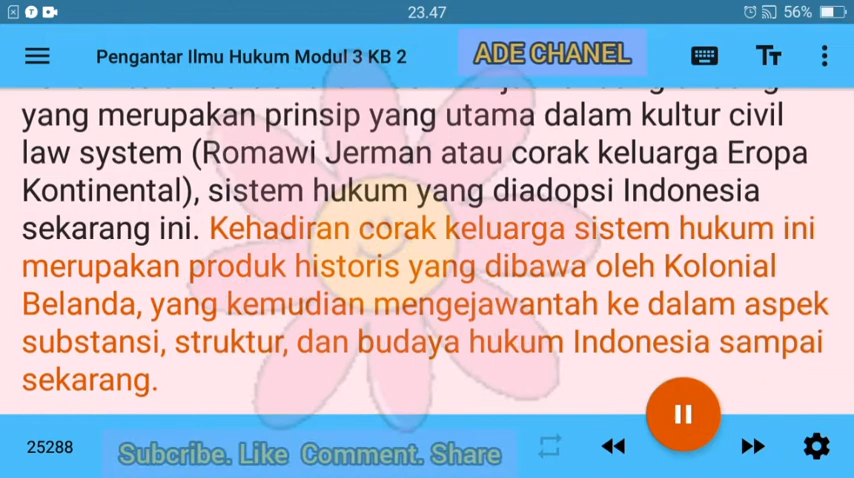 23.47
56%
Pengantar Ilmu Hukum Modul 3 KB 2
ADE CHANEL
yang merupakan prinsip yang utama dalam kultur civil
law system (Romawi Jerman atau corak keluarga Eropa
Kontinental), sistem hukum yang diadopsi Indonesia
sekarang ini. Kehadiran corak keluarga sistem hukum ini
merupakan produk historis yang dibawa oleh Kolonial
Belanda, yang kemudian mengejawantah ke dalam aspek
substansi, struktur, dan budaya hukum Indonesia sampai
sekarang.
25288
Subcribe. Like Comment. Share